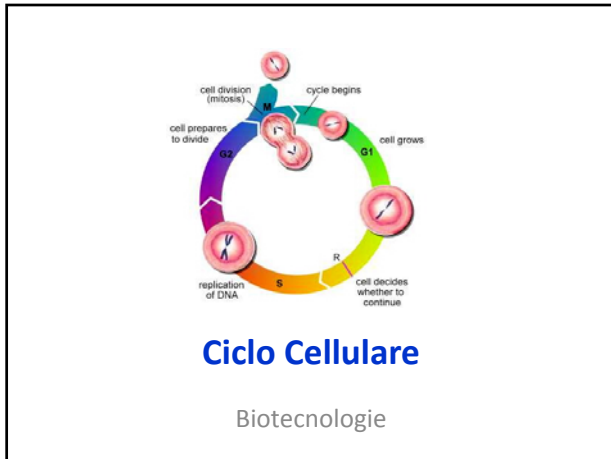 cell division
(mitosis)
M
cycle begins
cell prepares
to divide
G2
G1
cell grows
R
replication
of DNA
S
cell decides
whether to
continue
Ciclo Cellulare
Biotecnologie